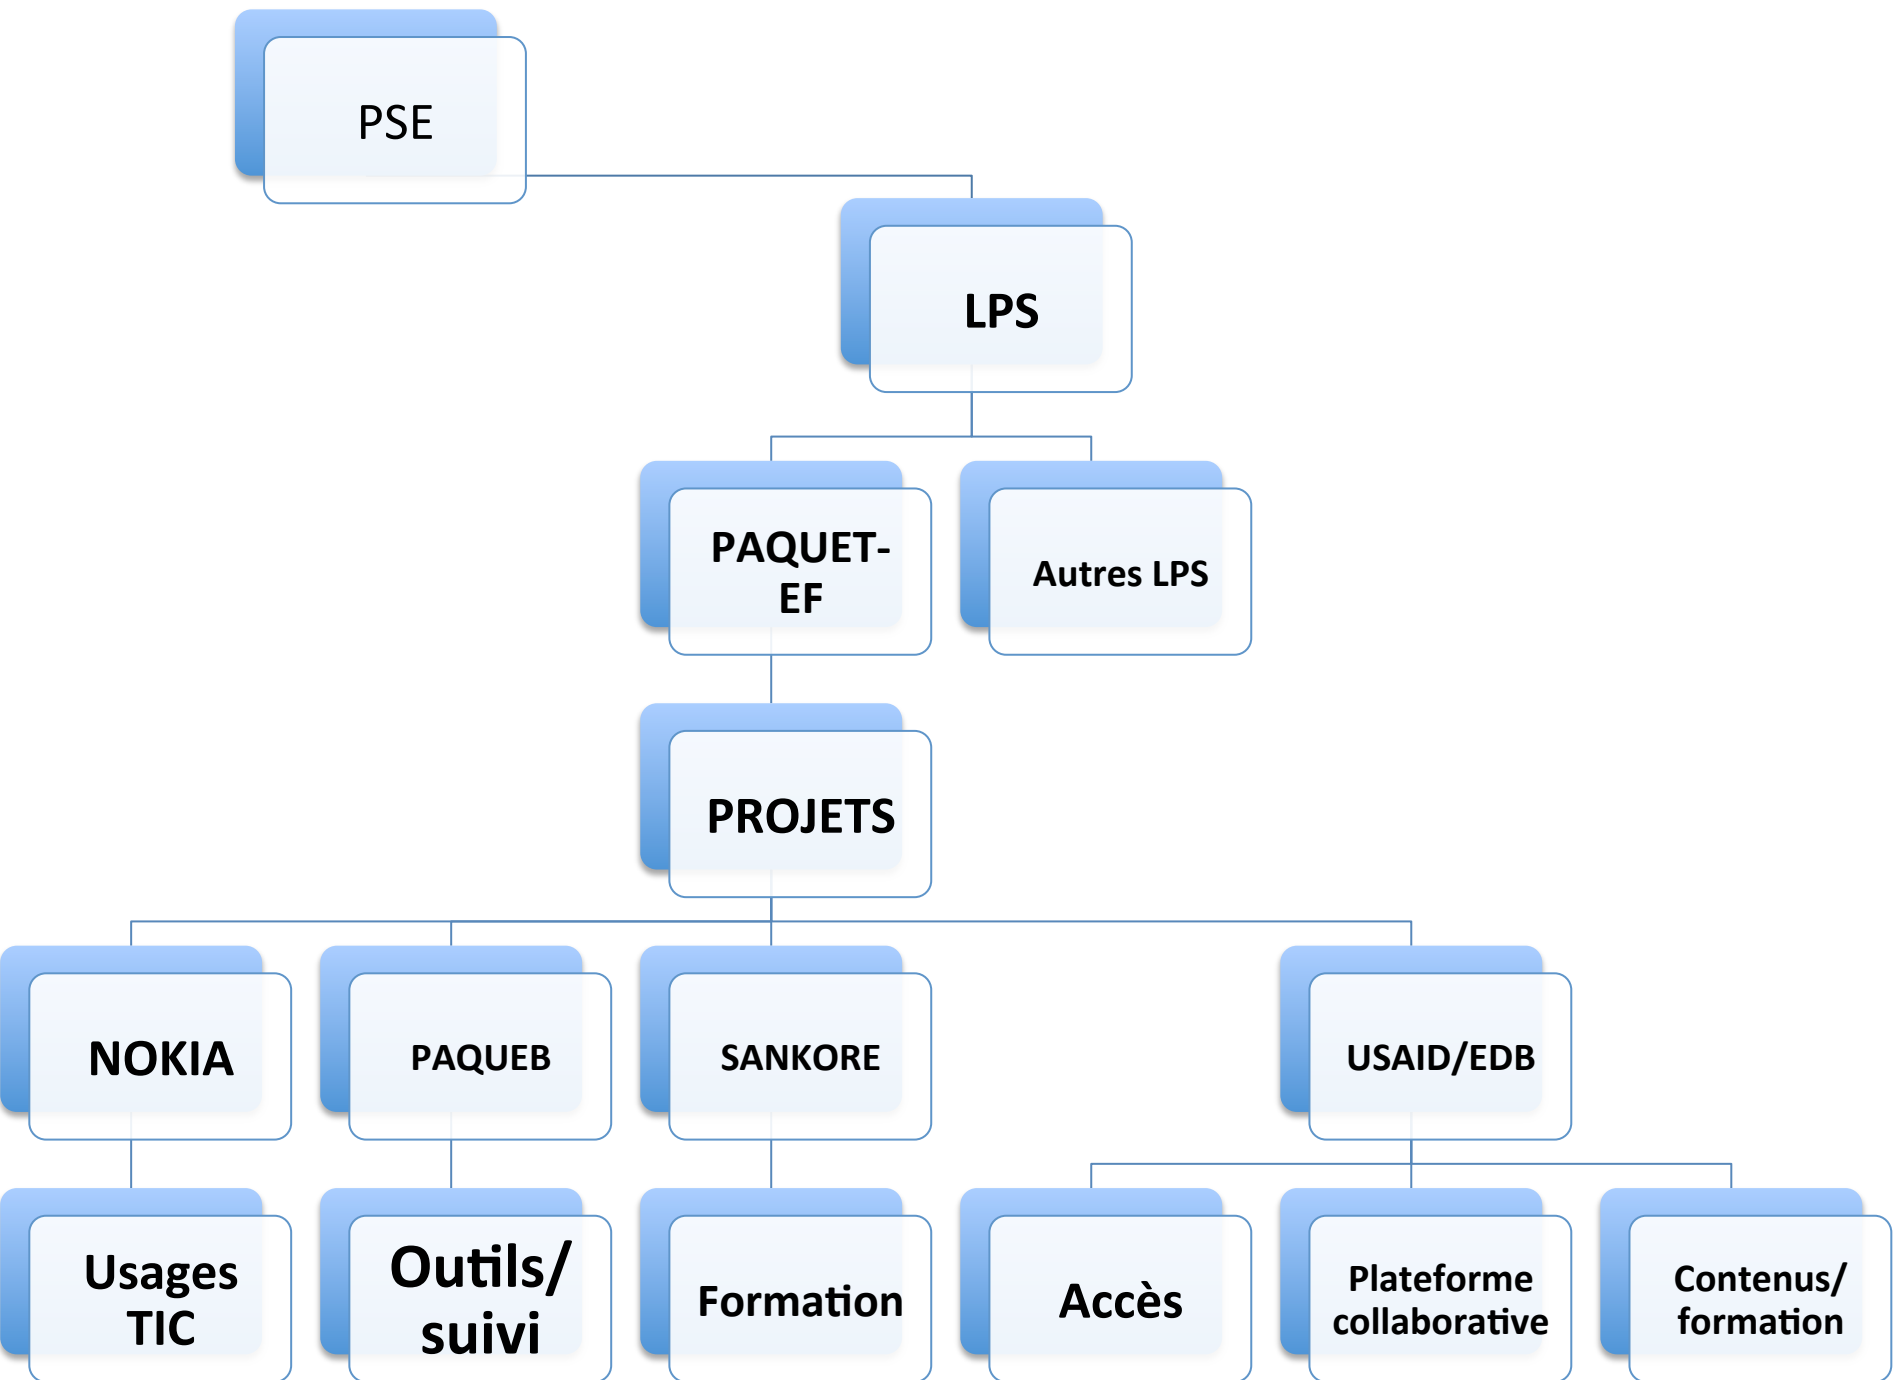 PSE
LPS
PAQUET-
EF
Autres LPS
PROJETS
NOKIA
PAQUEB
SANKORE
USAID/EDB
Usages
TIC
Outils/
suivi
Formation
Accès
Plateforme
collaborative
Contenus/
formation